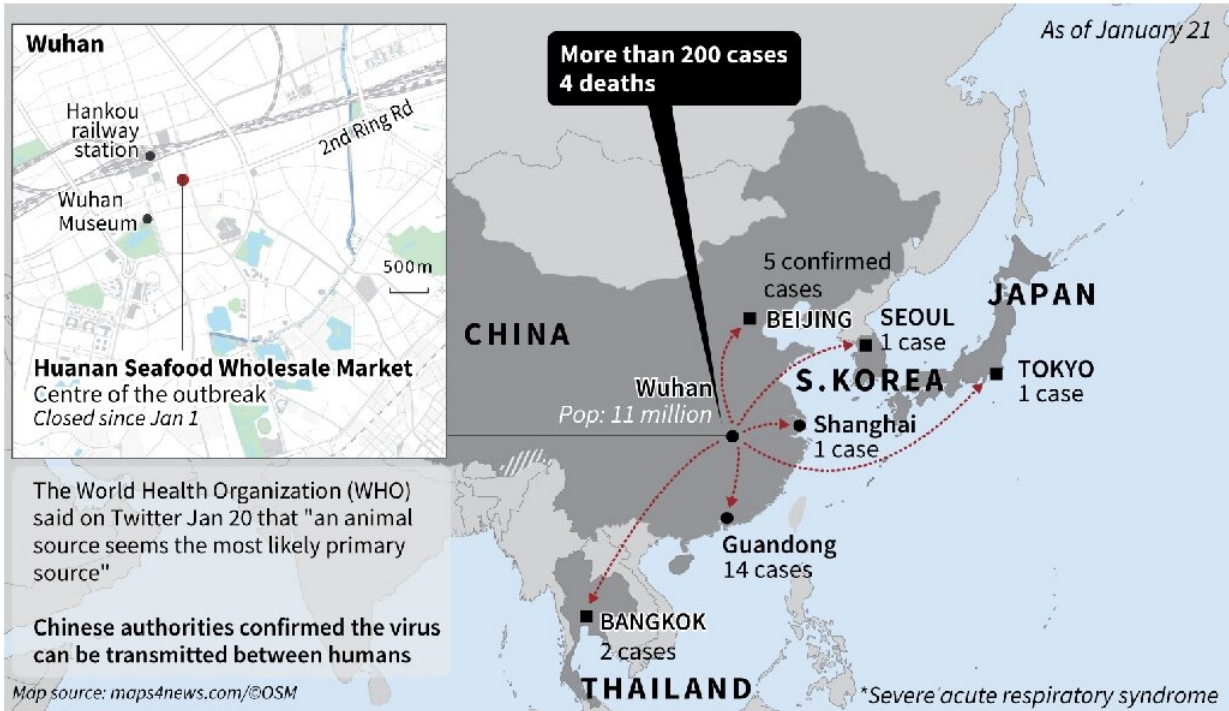 Wuhan
Hankou
railway
station
2nd Ring Rd
Wuhan
Museum
500m
Huanan Seafood Wholesale Market
Centre of the outbreak
Closed since Jan 1
The World Health Organization (WHO)
said on Twitter Jan 20 that "an animal
source seems the most likely primary
source"
Chinese authorities confirmed the virus
can be transmitted between humans
Map source: maps4news.com/©OSM
As of January 21
More than 200 cases
4 deaths
5 confirmed
cases
BEIJING
CHINA
JAPAN
SEOUL
1 case
S.KOREA
TOKYO
1 case
Wuhan
Pop: 11 million
Shanghai
1 case
Guandong
14 cases
BANGKOK
2 cases
THAILAND
*Severe acute respiratory syndrome